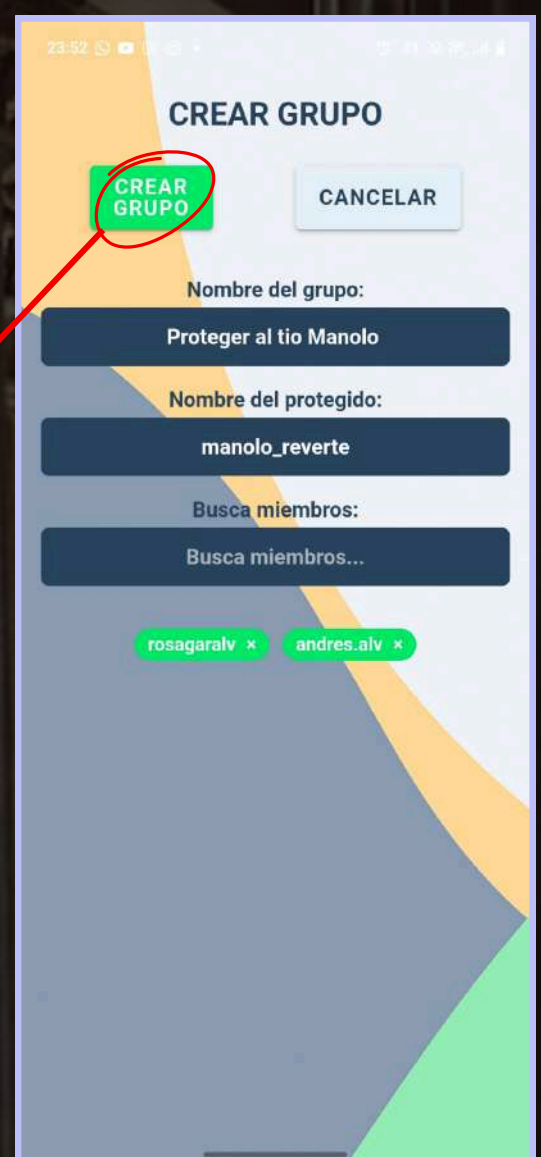 23:52
CREAR GRUPO
CREAR
GRUPO
CANCELAR
Nombre del grupo:
Proteger al tio Manolo
Nombre del protegido:
manolo_reverte
Busca miembros:
Busca miembros...
rosagaralv × andres.alv ×